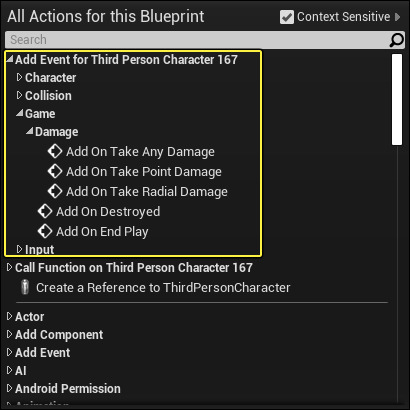 All Actions for this Blueprint
Context Sensitive
Search
Add Event for Third Person Character 167
Character
Collision
Game
Damage
Add On Take Any Damage
Add On Take Point Damage
Add On Take Radial Damage
Add On Destroyed
Add On End Play
Input
Call Function on Third Person Character 167
Create a Reference to ThirdPersonCharacter
Actor
Add Component
Add Event
AI
Android Permission
Animation